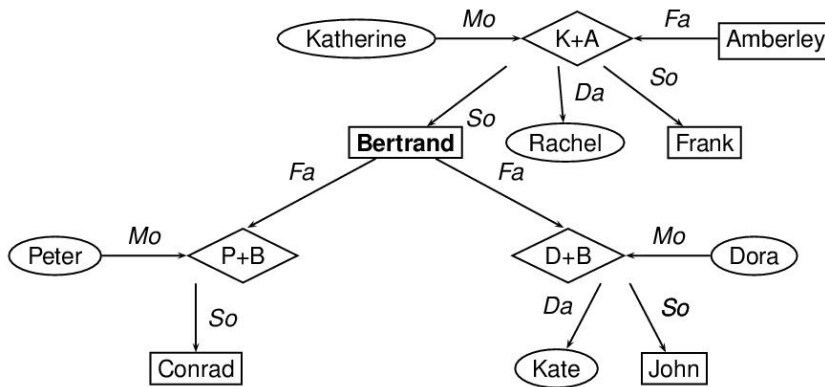 Katherine Mo K+A Fa Amberley
So Da So
Bertrand Rachel Frank
Fa Fa
Peter Mo P+B D+B Mo Dora
So Da So
Conrad Kate John